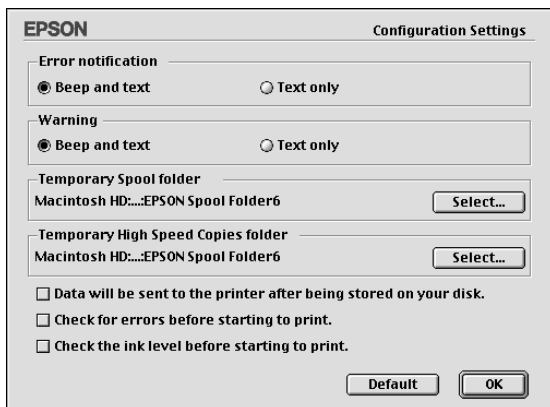 EPSON Configuration Settings
Error notification
Beep and text Text only
Warning
Beep and text Text only
Temporary Spool folder
Macintosh HD:...:EPSON Spool Folder6 Select...
Temporary High Speed Copies folder
Macintosh HD:...:EPSON Spool Folder6 Select...
Data will be sent to the printer after being stored on your disk.
Check for errors before starting to print.
Check the ink level before starting to print.
Default OK